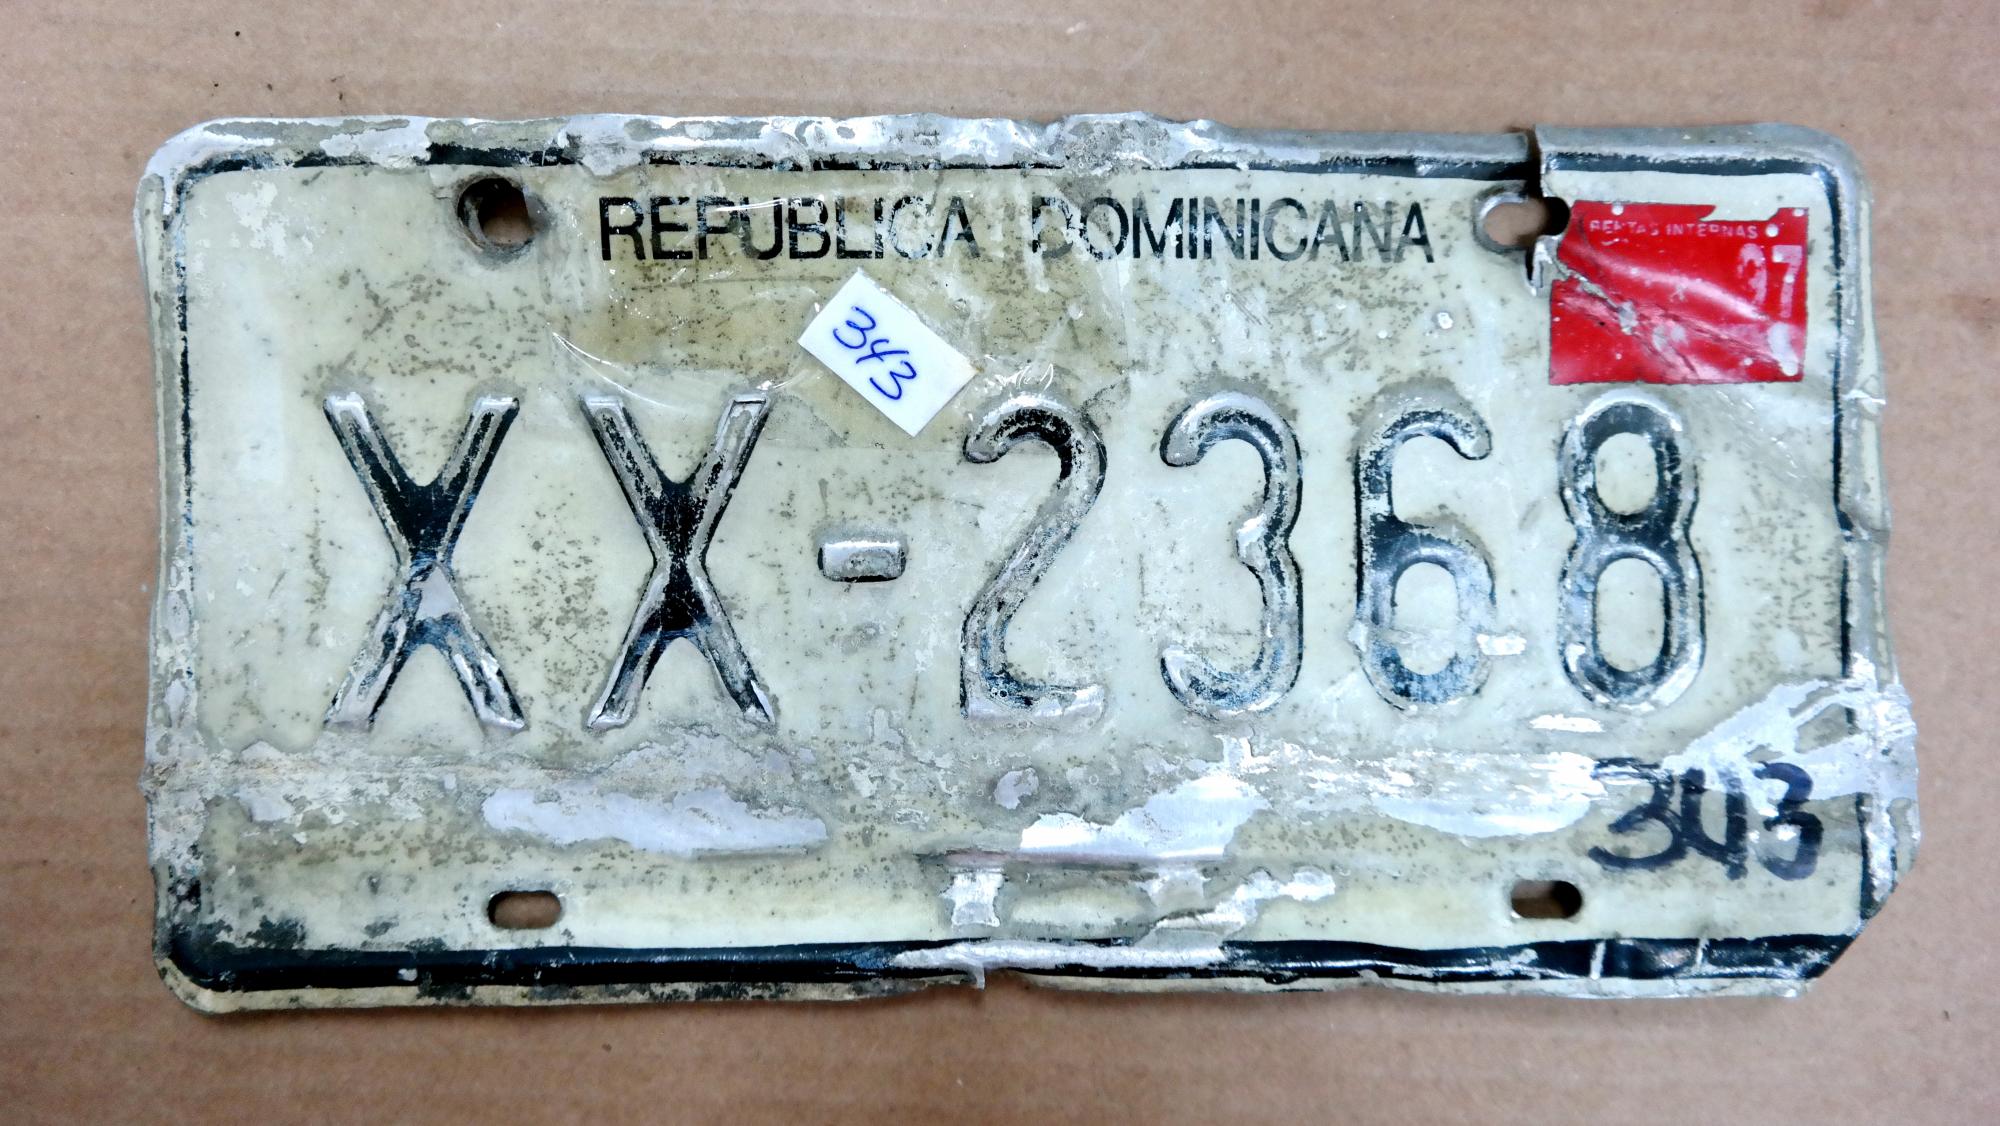 REPUBLICA DOMINICANA
RENTAS INTERNAS
97
343
XX-2368
343